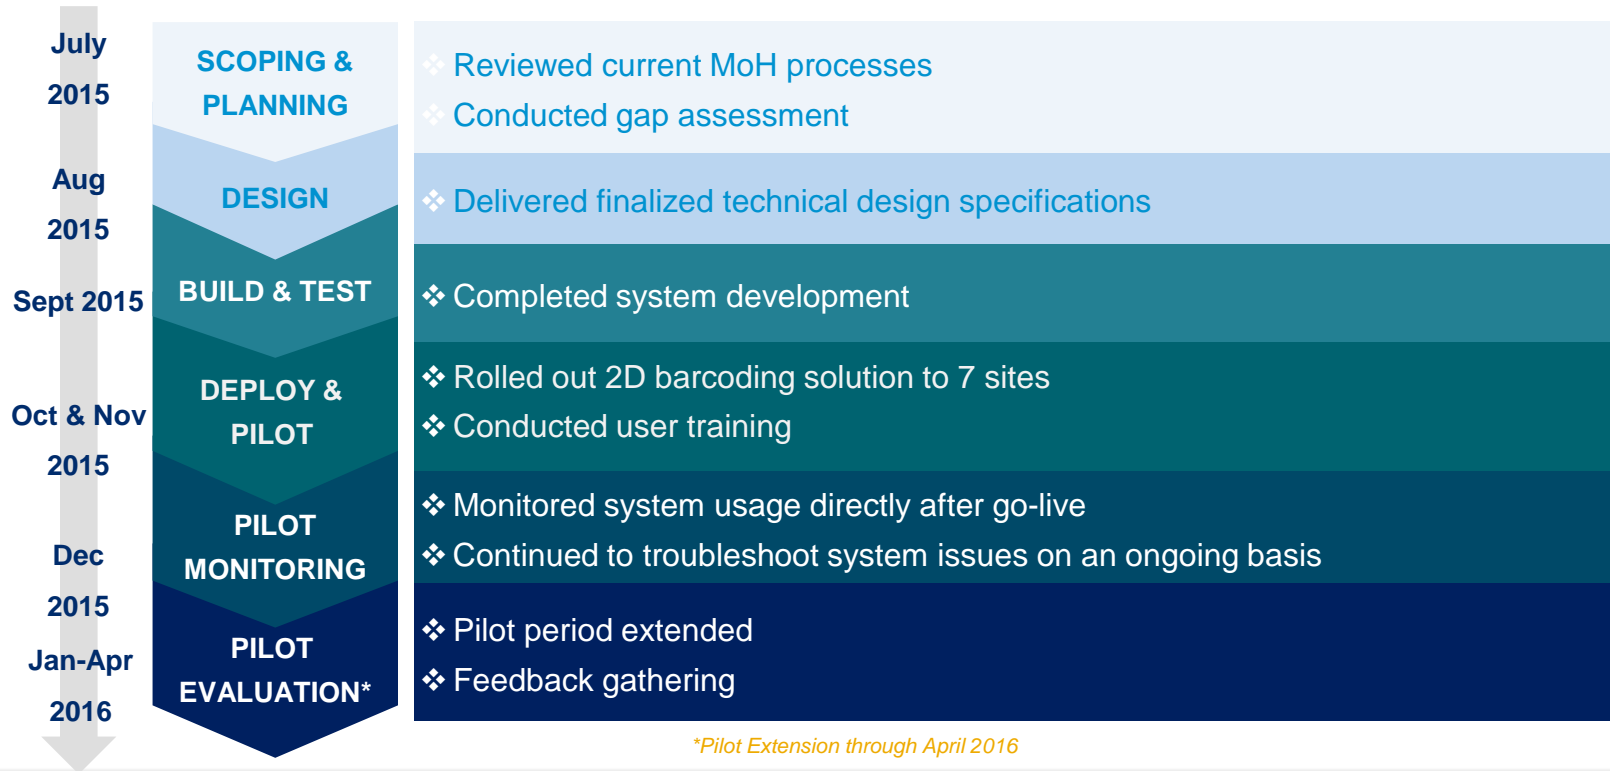 July
2015
SCOPING &
PLANNING
❖ Reviewed current MoH processes
❖ Conducted gap assessment
Aug
2015
DESIGN
❖ Delivered finalized technical design specifications
Sept 2015
BUILD & TEST
❖ Completed system development
Oct & Nov
2015
DEPLOY &
PILOT
❖ Rolled out 2D barcoding solution to 7 sites
❖ Conducted user training
Dec
2015
PILOT
MONITORING
❖ Monitored system usage directly after go-live
❖ Continued to troubleshoot system issues on an ongoing basis
Jan-Apr
2016
PILOT
EVALUATION*
❖ Pilot period extended
❖ Feedback gathering
*Pilot Extension through April 2016